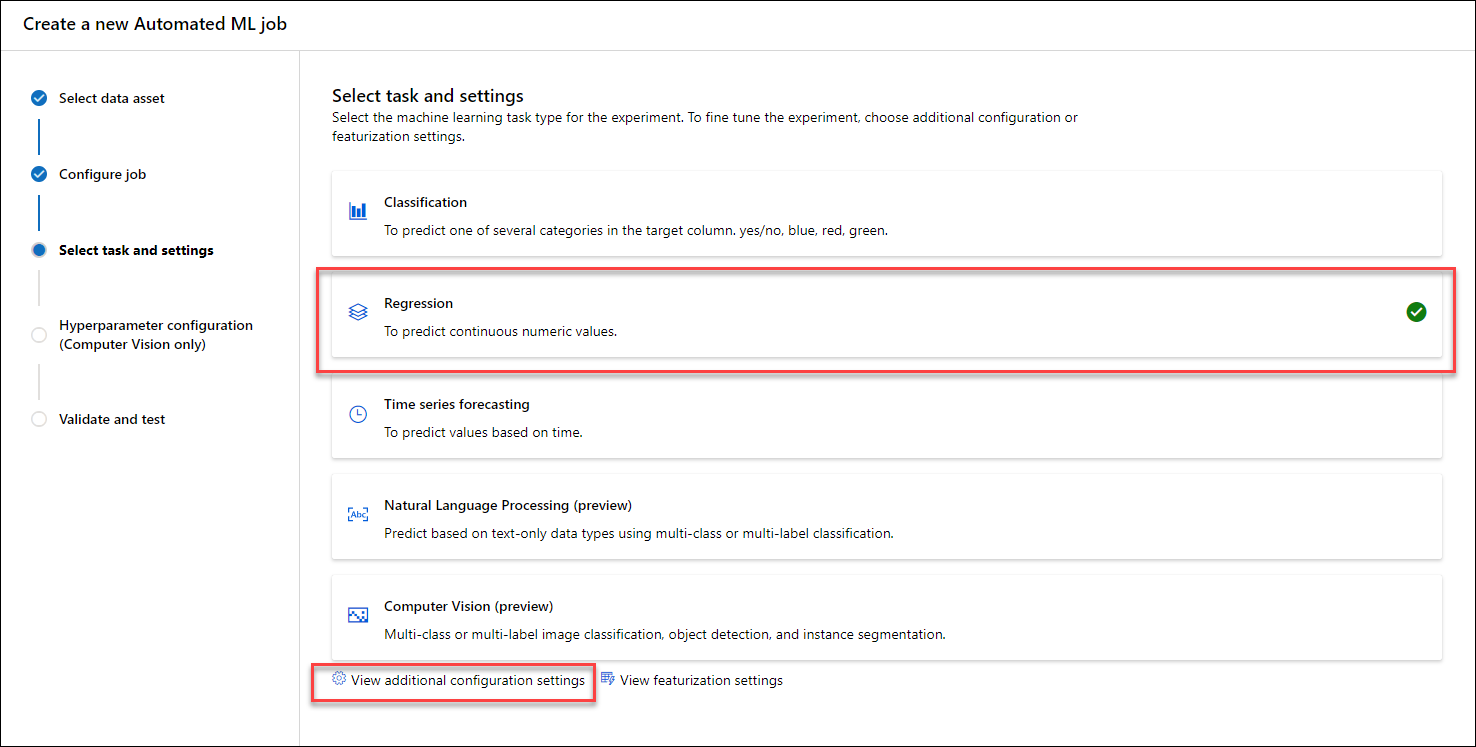 Create a new Automated ML job
Select data asset
Configure job
Select task and settings
Hyperparameter configuration
(Computer Vision only)
Validate and test
Select task and settings
Select the machine learning task type for the experiment. To fine tune the experiment, choose additional configuration or
featurization settings.
Classification
To predict one of several categories in the target column. yes/no, blue, red, green.
Regression
To predict continuous numeric values.
Time series forecasting
To predict values based on time.
Abc
Natural Language Processing (preview)
Predict based on text-only data types using multi-class or multi-label classification.
Computer Vision (preview)
Multi-class or multi-label image classification, object detection, and instance segmentation.
View additional configuration settings
View featurization settings